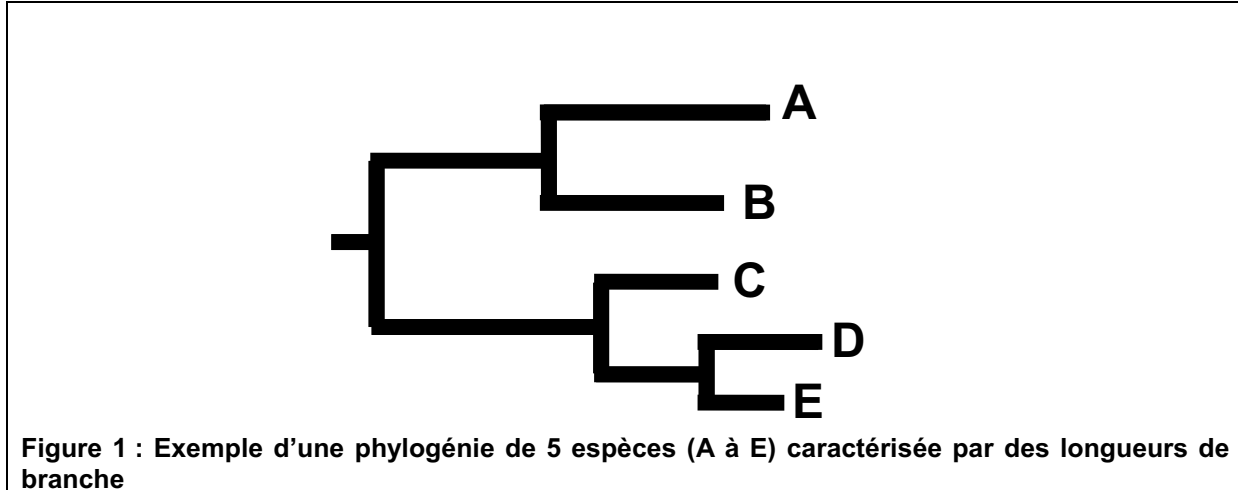 A
B
C
D
E
Figure 1 : Exemple d'une phylogénie de 5 espèces (A à E) caractérisée par des longueurs de
branche